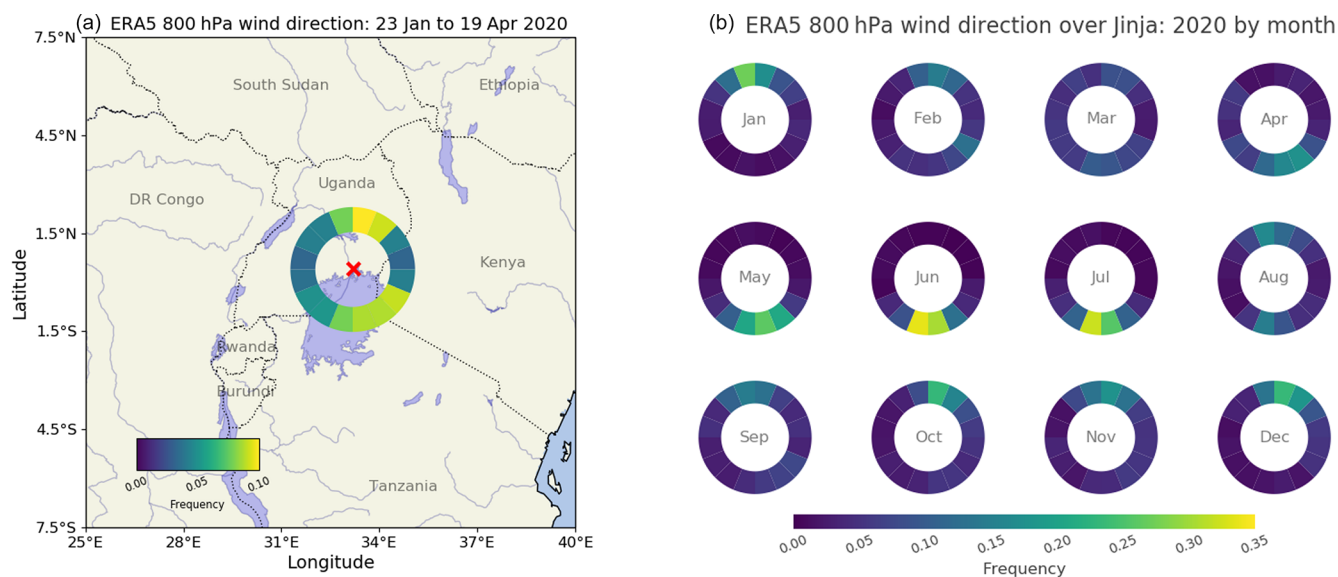 (a) ERA5 800 hPa wind direction: 23 Jan to 19 Apr 2020
7.5°N
4.5°N
1.5°N
1.5°S
4.5°S
7.5°S
Latitude
25°E
28°E
31°E
34°E
37°E
40°E
Longitude
South Sudan
Ethiopia
Uganda
DR Congo
Kenya
Rwanda
Burundi
Tanzania
0.00
0.05
0.10
Frequency
(b) ERA5 800 hPa wind direction over Jinja: 2020 by month
Jan
Feb
Mar
Apr
May
Jun
Jul
Aug
Sep
Oct
Nov
Dec
0.00
0.05
0.10
0.15
0.20
0.25
0.30
0.35
Frequency